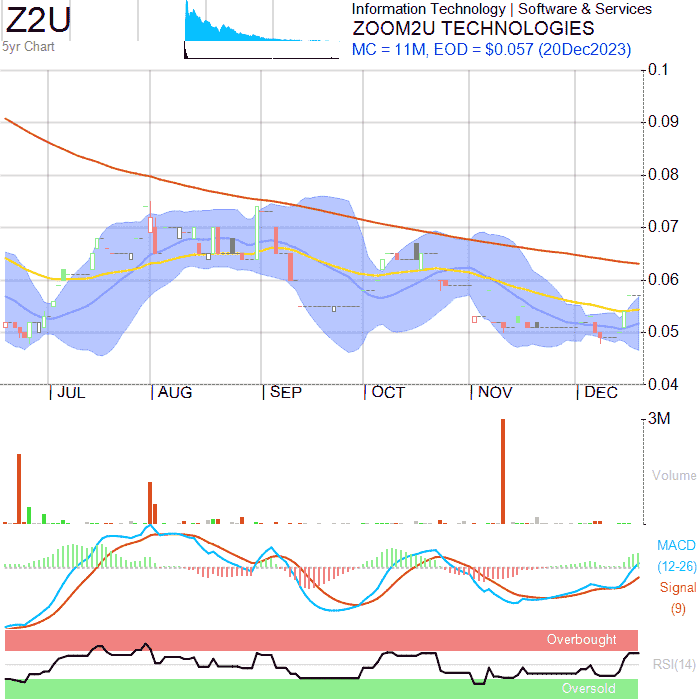 Z2U
5yr Chart
Information Technology | Software & Services
ZOOM2U TECHNOLOGIES
MC = 11M, EOD = $0.057 (20Dec2023)
0.1
0.09
0.08
0.07
0.06
0.05
0.04
JUL AUG SEP OCT NOV DEC
3M
Volume
MACD
(12-26)
Signal
(9)
Overbought
RSI(14)
Oversold